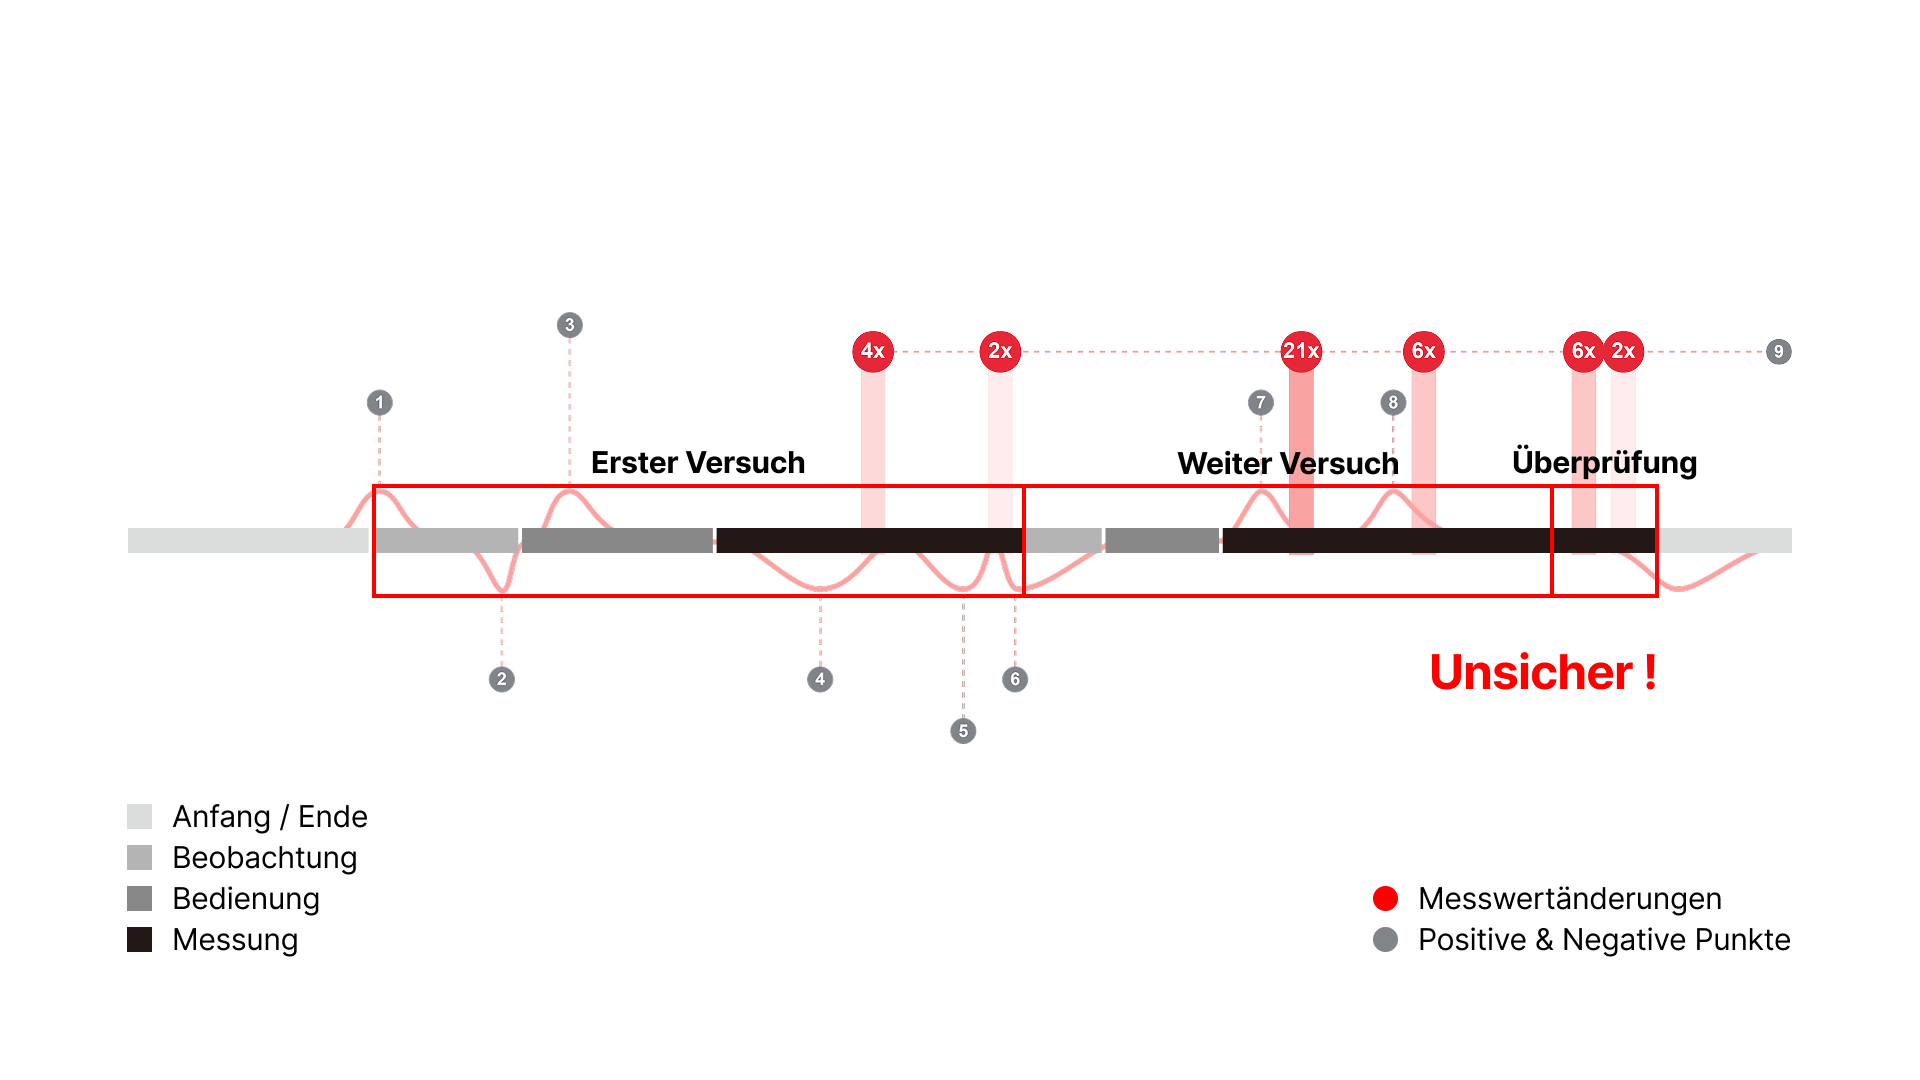 3
4x
2x
21x
6x
6x
2x
9
1
7
8
Erster Versuch
Weiter Versuch
Überprüfung
2
4
6
Unsicher !
5
Anfang / Ende
Beobachtung
Bedienung
Messung
Messwertänderungen
Positive & Negative Punkte